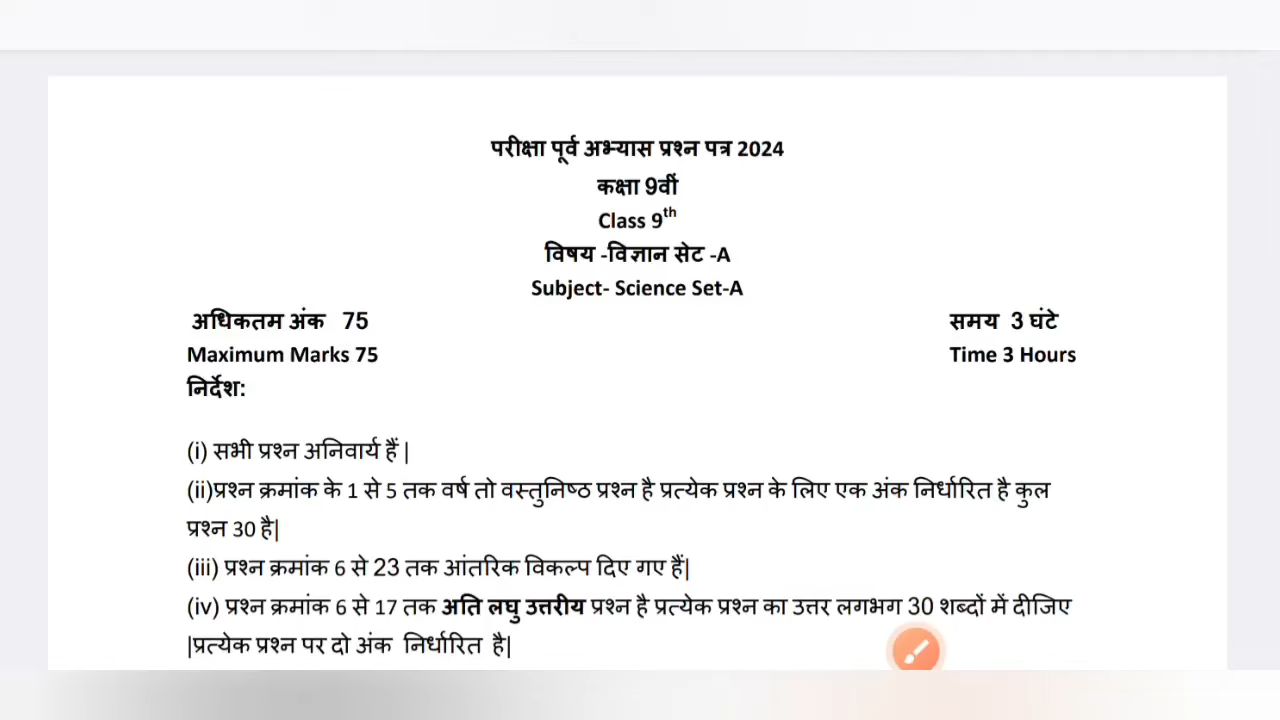 परीक्षा पूर्व अभ्यास प्रश्न पत्र 2024
कक्षा 9वीं
Class 9th
विषय -विज्ञान सेट -A
Subject- Science Set-A
अधिकतम अंक 75 समय 3 घंटे
Maximum Marks 75 Time 3 Hours
निर्देश:
(i) सभी प्रश्न अनिवार्य हैं |
(ii)प्रश्न क्रमांक के 1 से 5 तक वर्ष तो वस्तुनिष्ठ प्रश्न है प्रत्येक प्रश्न के लिए एक अंक निर्धारित है कुल
प्रश्न 30 है|
(iii) प्रश्न क्रमांक 6 से 23 तक आंतरिक विकल्प दिए गए हैं|
(iv) प्रश्न क्रमांक 6 से 17 तक अति लघु उत्तरीय प्रश्न है प्रत्येक प्रश्न का उत्तर लगभग 30 शब्दों में दीजिए
|प्रत्येक प्रश्न पर दो अंक निर्धारित है|